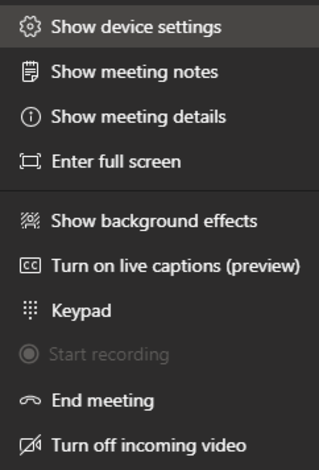 Show device settings
Show meeting notes
Show meeting details
Enter full screen
Show background effects
CC Turn on live captions (preview)
Keypad
Start recording
End meeting
Turn off incoming video